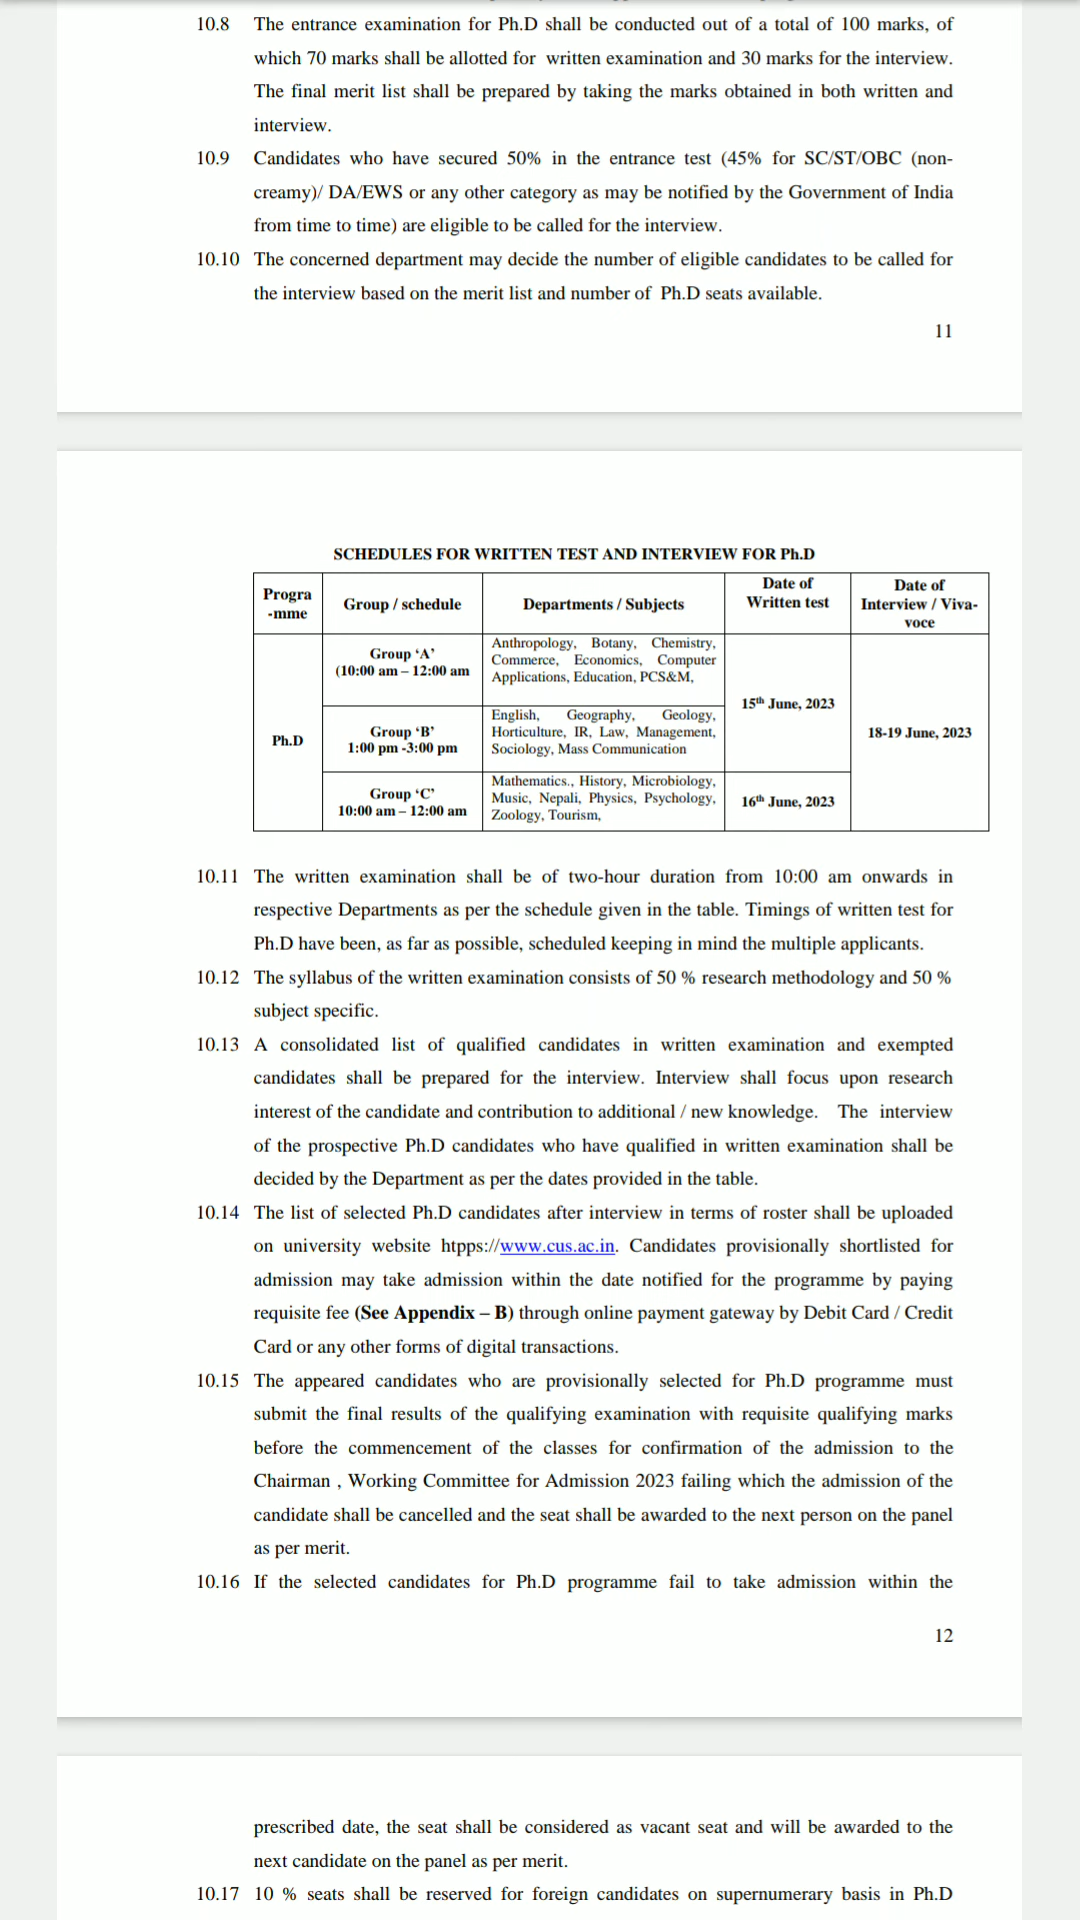 10.8 The entrance examination for Ph.D shall be conducted out of a total of 100 marks, of
which 70 marks shall be allotted for written examination and 30 marks for the interview.
The final merit list shall be prepared by taking the marks obtained in both written and
interview.
10.9 Candidates who have secured 50% in the entrance test (45% for SC/ST/OBC (non-
creamy)/ DA/EWS or any other category as may be notified by the Government of India
from time to time) are eligible to be called for the interview.
10.10 The concerned department may decide the number of eligible candidates to be called for
the interview based on the merit list and number of Ph.D seats available.
11
SCHEDULES FOR WRITTEN TEST AND INTERVIEW FOR Ph.D
Progra
-mme
Group / schedule
Departments / Subjects
Date of
Written test
Date of
Interview / Viva-
voce
Ph.D
Group ‘A’
(10:00 am – 12:00 am
Anthropology, Botany, Chemistry,
Commerce, Economics, Computer
Applications, Education, PCS&M,
15th June, 2023
18-19 June, 2023
Group ‘B’
1:00 pm -3:00 pm
English, Geography, Geology,
Horticulture, IR, Law, Management,
Sociology, Mass Communication
Group ‘C’
10:00 am – 12:00 am
Mathematics., History, Microbiology,
Music, Nepali, Physics, Psychology,
Zoology, Tourism,
16th June, 2023
10.11 The written examination shall be of two-hour duration from 10:00 am onwards in
respective Departments as per the schedule given in the table. Timings of written test for
Ph.D have been, as far as possible, scheduled keeping in mind the multiple applicants.
10.12 The syllabus of the written examination consists of 50 % research methodology and 50 %
subject specific.
10.13 A consolidated list of qualified candidates in written examination and exempted
candidates shall be prepared for the interview. Interview shall focus upon research
interest of the candidate and contribution to additional / new knowledge. The interview
of the prospective Ph.D candidates who have qualified in written examination shall be
decided by the Department as per the dates provided in the table.
10.14 The list of selected Ph.D candidates after interview in terms of roster shall be uploaded
on university website htpps://www.cus.ac.in. Candidates provisionally shortlisted for
admission may take admission within the date notified for the programme by paying
requisite fee (See Appendix – B) through online payment gateway by Debit Card / Credit
Card or any other forms of digital transactions.
10.15 The appeared candidates who are provisionally selected for Ph.D programme must
submit the final results of the qualifying examination with requisite qualifying marks
before the commencement of the classes for confirmation of the admission to the
Chairman , Working Committee for Admission 2023 failing which the admission of the
candidate shall be cancelled and the seat shall be awarded to the next person on the panel
as per merit.
10.16 If the selected candidates for Ph.D programme fail to take admission within the
12
prescribed date, the seat shall be considered as vacant seat and will be awarded to the
next candidate on the panel as per merit.
10.17 10 % seats shall be reserved for foreign candidates on supernumerary basis in Ph.D